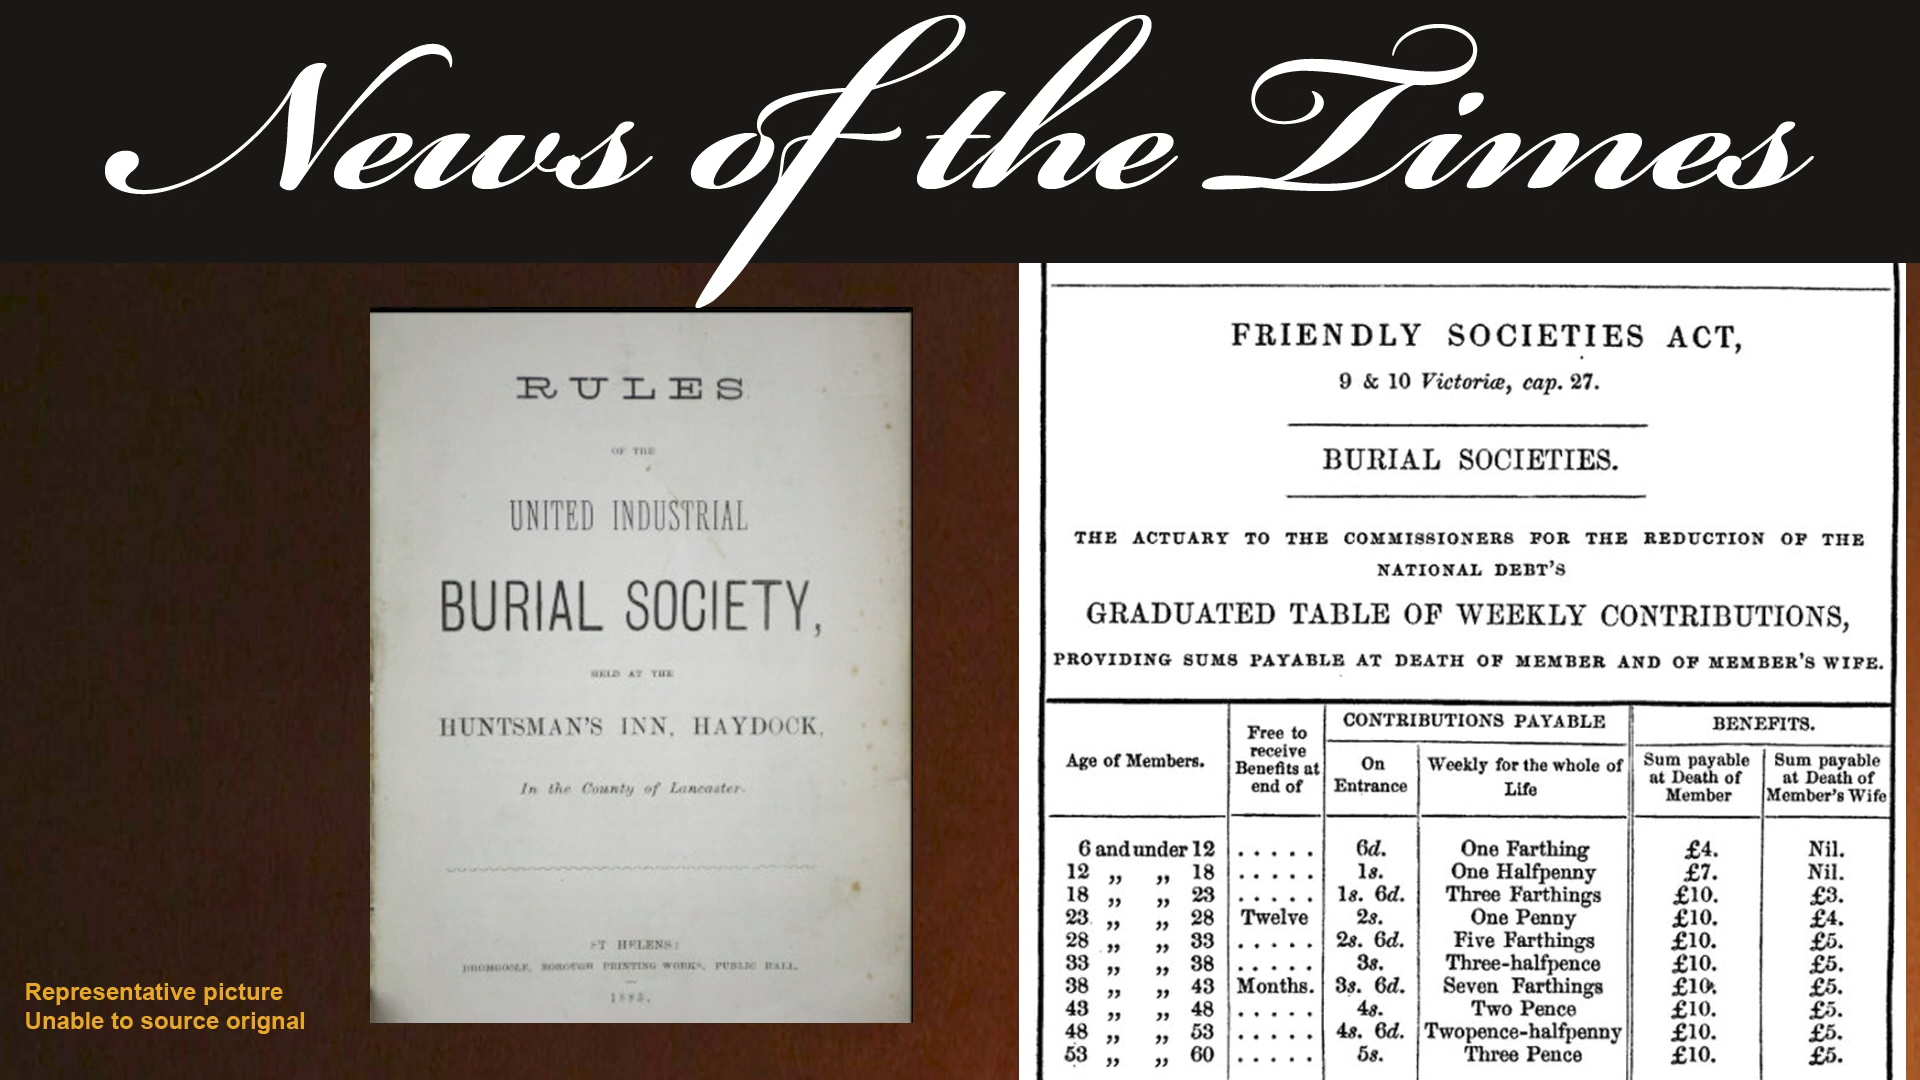 News of the Times
RULES
OF THE
UNITED INDUSTRIAL
BURIAL SOCIETY,
HELD AT THE
HUNTSMAN'S INN, HAYDOCK,
In the County of Lancaster.
ST HELENS:
DROMGOOLE, BOROUGH PRINTING WORKS, PUBLIC HALL.
1885.
Representative picture
Unable to source orignal
FRIENDLY SOCIETIES ACT,
9 & 10 Victoriæ, cap. 27.
BURIAL SOCIETIES.
THE ACTUARY TO THE COMMISSIONERS FOR THE REDUCTION OF THE
NATIONAL DEBT'S
GRADUATED TABLE OF WEEKLY CONTRIBUTIONS,
PROVIDING SUMS PAYABLE AT DEATH OF MEMBER AND OF MEMBER'S WIFE.
Age of Members.
Free to
receive
Benefits at
end of
CONTRIBUTIONS PAYABLE
On
Entrance
Weekly for the whole of
Life
BENEFITS.
Sum payable
at Death of
Member
Sum payable
at Death of
Member's Wife
6 and under 12 ..... 6d. One Farthing £4. Nil.
12 „ „ 18 ..... 1s. One Halfpenny £7. Nil.
18 „ „ 23 ..... 1s. 6d. Three Farthings £10. £3.
23 „ „ 28 Twelve 2s. One Penny £10. £4.
28 „ „ 33 ..... 2s. 6d. Five Farthings £10. £5.
33 „ „ 38 ..... 3s. Three-halfpence £10. £5.
38 „ „ 43 Months. 3s. 6d. Seven Farthings £10. £5.
43 „ „ 48 ..... 4s. Two Pence £10. £5.
48 „ „ 53 ..... 4s. 6d. Twopence-halfpenny £10. £5.
53 „ „ 60 ..... 5s. Three Pence £10. £5.